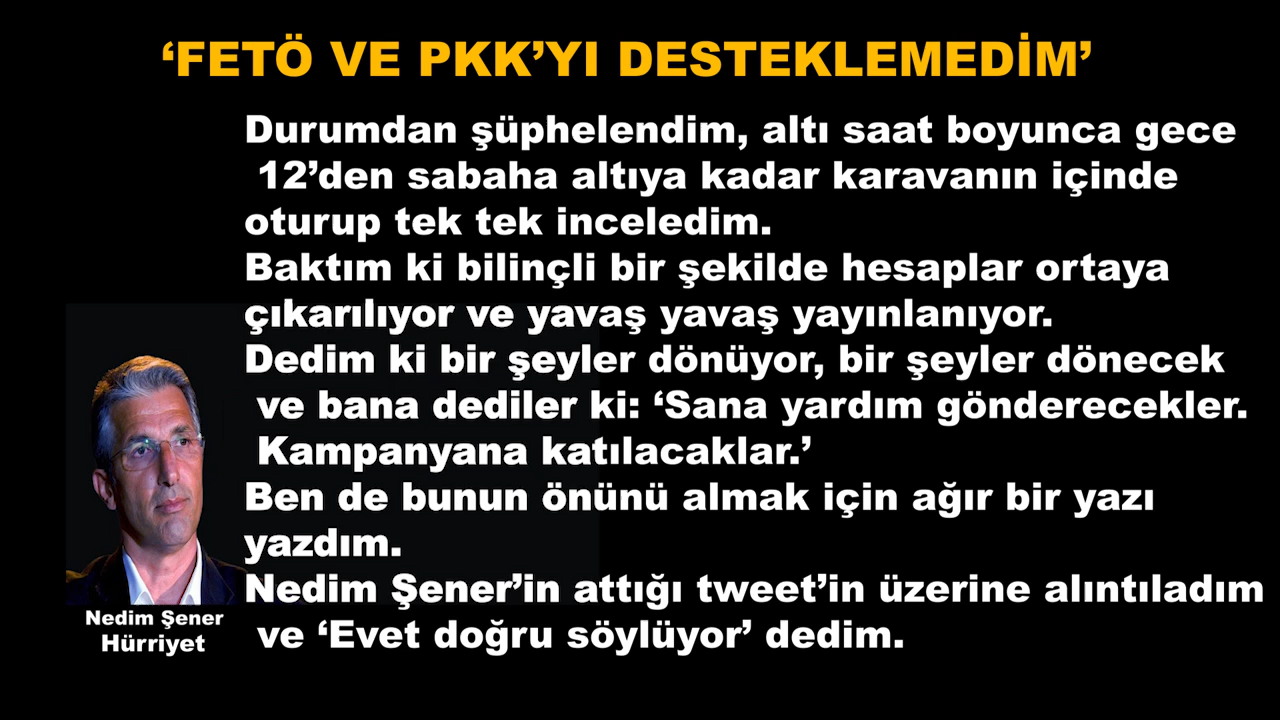 ‘FETÖ VE PKK’YI DESTEKLEMEDİM’
Durumdan şüphelendim, altı saat boyunca gece
12’den sabaha altıya kadar karavanın içinde
oturup tek tek inceledim.
Baktım ki bilinçli bir şekilde hesaplar ortaya
çıkarılıyor ve yavaş yavaş yayınlanıyor.
Dedim ki bir şeyler dönüyor, bir şeyler dönecek
ve bana dediler ki: ‘Sana yardım gönderecekler.
Kampanyana katılacaklar.’
Ben de bunun önünü almak için ağır bir yazı
yazdım.
Nedim Şener’in attığı tweet’in üzerine alıntıladım
ve ‘Evet doğru söylüyor’ dedim.
Nedim Şener
Hürriyet